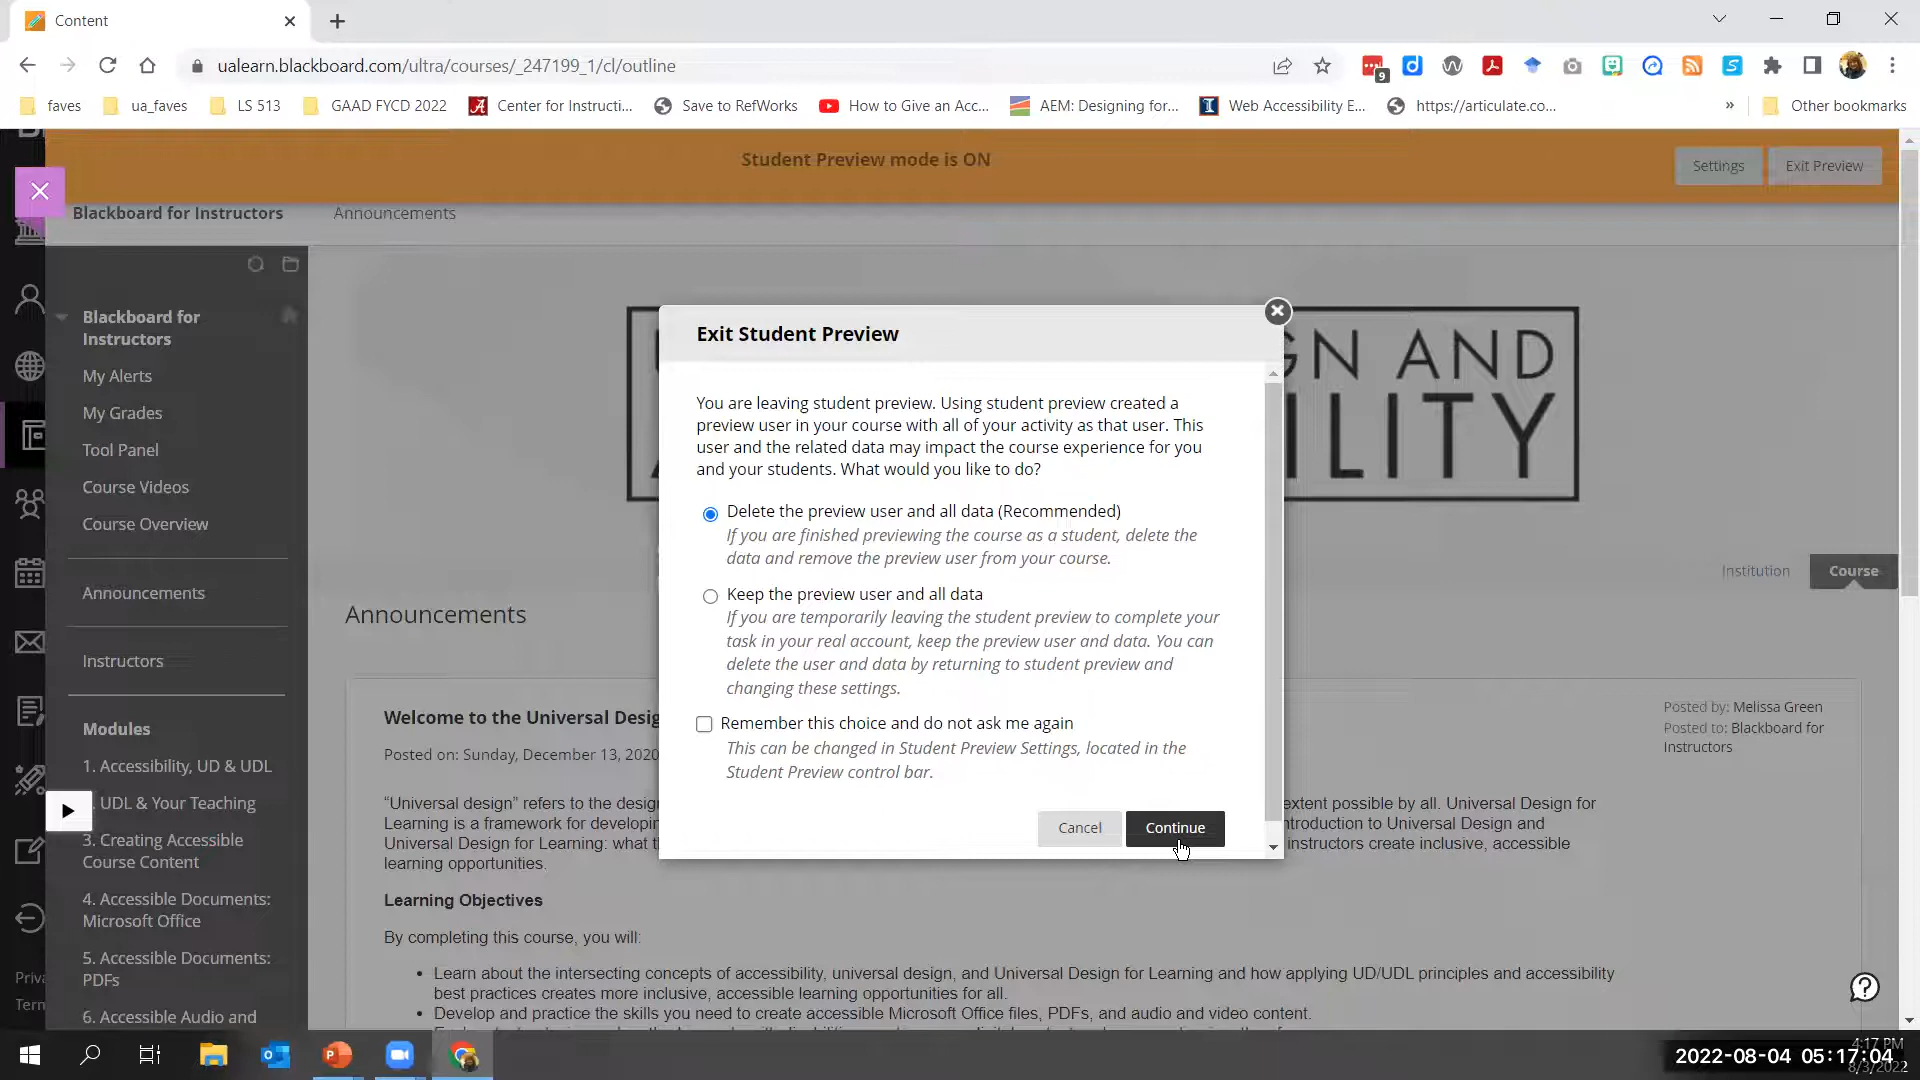 Content
ualearn.blackboard.com/ultra/courses/_247199_1/cl/outline
9
faves
ua_faves
LS 513
GAAD FYCD 2022
Center for Instructi...
Save to RefWorks
How to Give an Acc...
AEM: Designing for...
Web Accessibility E...
https://articulate.co...
»
Other bookmarks
Student Preview mode is ON
Settings
Exit Preview
Blackboard for Instructors
Announcements
Blackboard for
Instructors
My Alerts
My Grades
Tool Panel
Course Videos
Course Overview
Announcements
Instructors
Modules
1. Accessibility, UD & UDL
. UDL & Your Teaching
3. Creating Accessible
Course Content
4. Accessible Documents:
Microsoft Office
5. Accessible Documents:
PDFs
6. Accessible Audio and
Priva
Term
GN AND
ILITY
Institution
Course
Announcements
Welcome to the Universal Desig
Posted on: Sunday, December 13, 2020
Posted by: Melissa Green
Posted to: Blackboard for
Instructors
“Universal design” refers to the desig
extent possible by all. Universal Design for
Learning is a framework for developin
ntroduction to Universal Design and
Universal Design for Learning: what t
instructors create inclusive, accessible
learning opportunities.
Learning Objectives
By completing this course, you will:
• Learn about the intersecting concepts of accessibility, universal design, and Universal Design for Learning and how applying UD/UDL principles and accessibility
best practices creates more inclusive, accessible learning opportunities for all.
• Develop and practice the skills you need to create accessible Microsoft Office files, PDFs, and audio and video content.
Exit Student Preview
You are leaving student preview. Using student preview created a
preview user in your course with all of your activity as that user. This
user and the related data may impact the course experience for you
and your students. What would you like to do?
Delete the preview user and all data (Recommended)
If you are finished previewing the course as a student, delete the
data and remove the preview user from your course.
Keep the preview user and all data
If you are temporarily leaving the student preview to complete your
task in your real account, keep the preview user and data. You can
delete the user and data by returning to student preview and
changing these settings.
Remember this choice and do not ask me again
This can be changed in Student Preview Settings, located in the
Student Preview control bar.
Cancel
Continue
4:17 PM
2022-08-04 05:17:04
8/3/2022